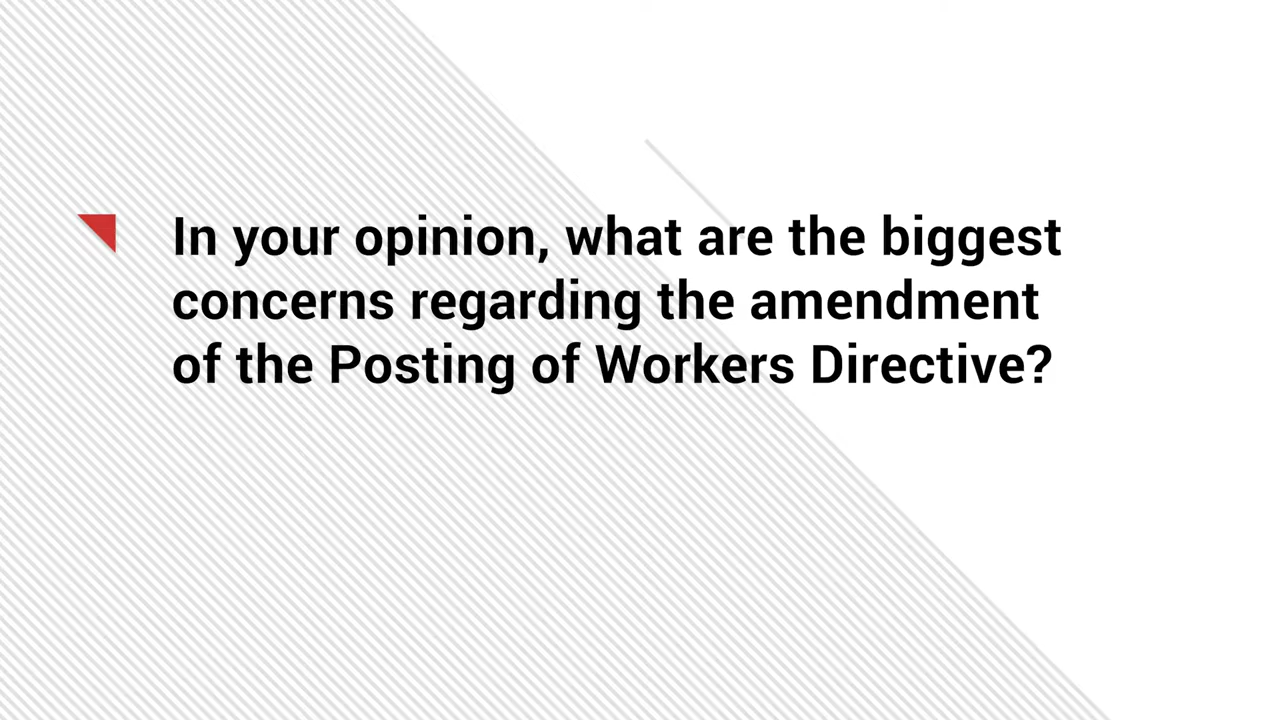 In your opinion, what are the biggest
concerns regarding the amendment
of the Posting of Workers Directive?